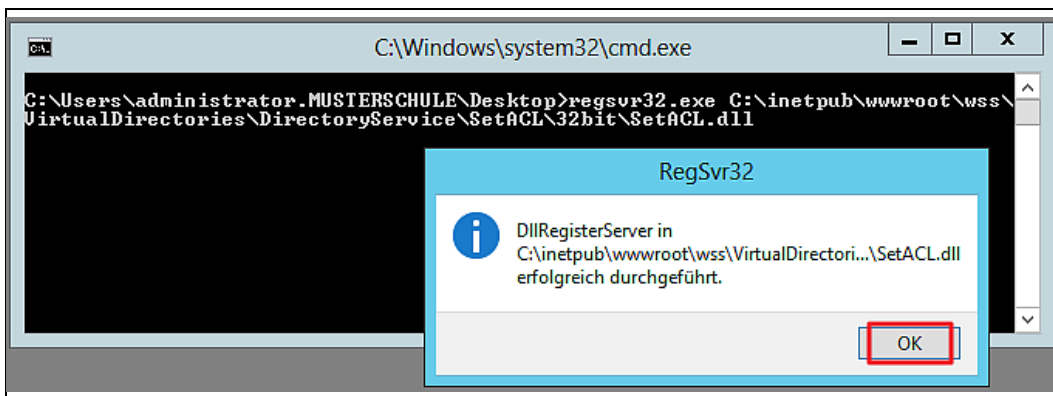 C:\Windows\system32\cmd.exe
C:\Users\administrator.MUSTERSCHULE\Desktop>regsvr32.exe C:\inetpub\wwwroot\wss\
VirtualDirectories\DirectoryService\SetACL\32bit\SetACL.dll
RegSvr32
DllRegisterServer in
C:\inetpub\wwwroot\wss\VirtualDirectori...\SetACL.dll
erfolgreich durchgeführt.
OK